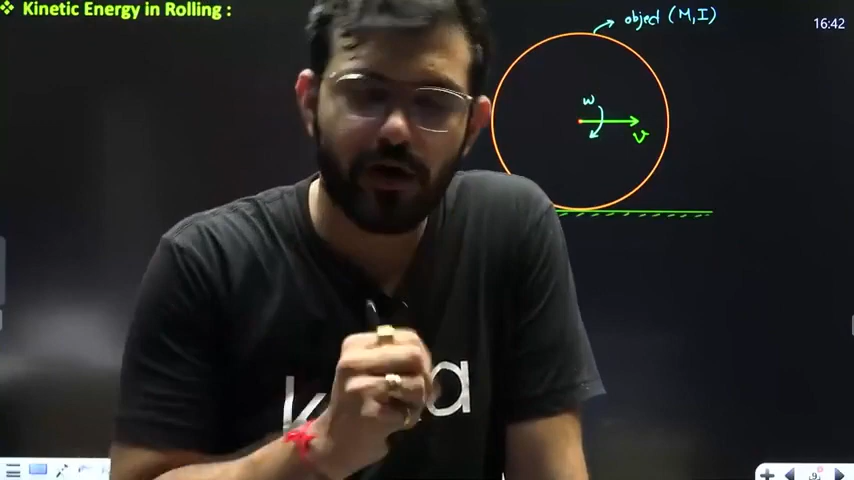 ❖ Kinetic Energy in Rolling :
object (M, I)
16:42
ω
v